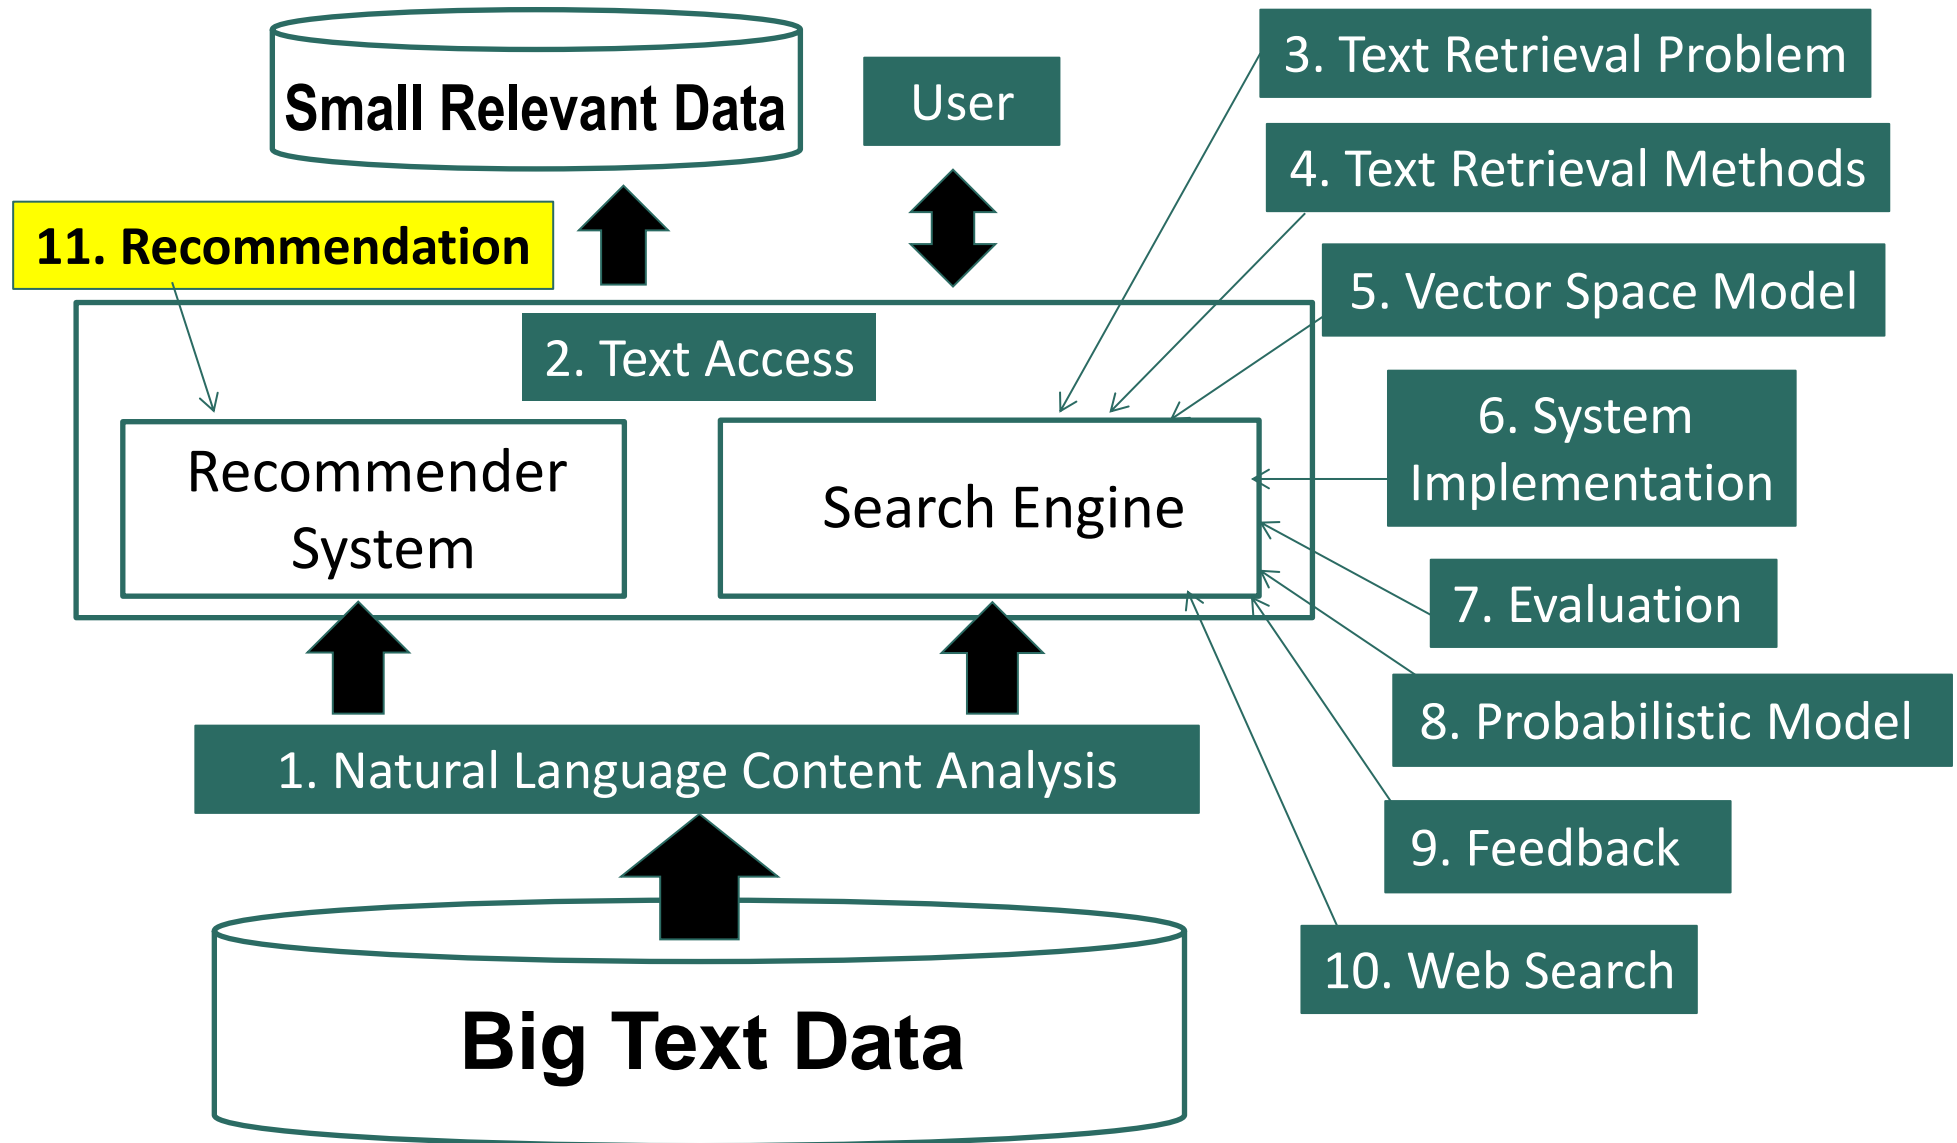 Small Relevant Data
User
3. Text Retrieval Problem
4. Text Retrieval Methods
11. Recommendation
5. Vector Space Model
2. Text Access
6. System
Implementation
Recommender
System
Search Engine
7. Evaluation
8. Probabilistic Model
1. Natural Language Content Analysis
9. Feedback
10. Web Search
Big Text Data